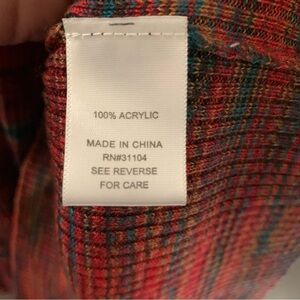 100% ACRYLIC
MADE IN CHINA
RN#31104
SEE REVERSE
FOR CARE